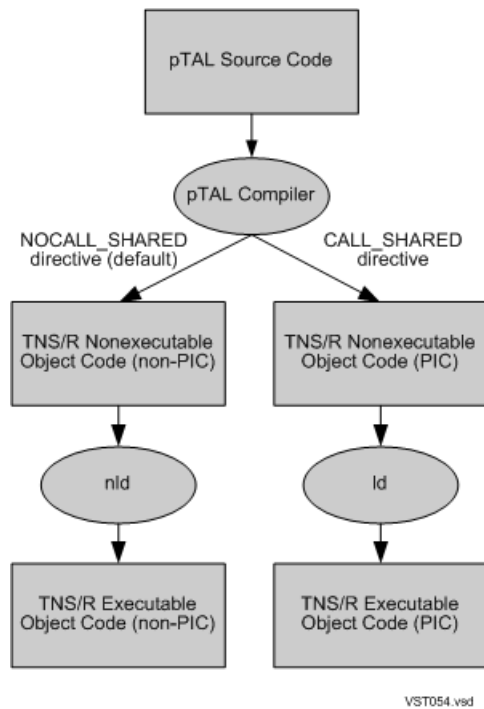 pTAL Source Code
pTAL Compiler
NOCALL_SHARED
directive (default)
CALL_SHARED
directive
TNS/R Nonexecutable
Object Code (non-PIC)
TNS/R Nonexecutable
Object Code (PIC)
nld
ld
TNS/R Executable
Object Code (non-PIC)
TNS/R Executable
Object Code (PIC)
VST054.vsd